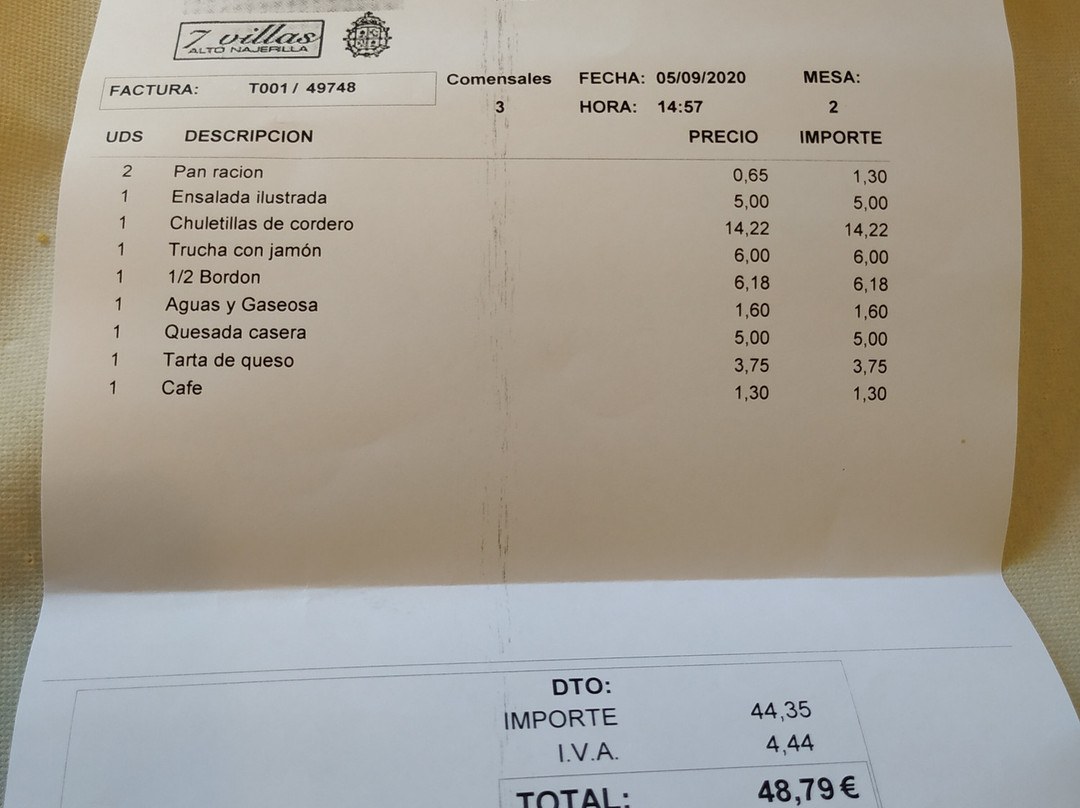 7 villas
ALTO NAJERILLA
FACTURA: T001 / 49748 Comensales 3 FECHA: 05/09/2020 MESA: 2
HORA: 14:57
UDS DESCRIPCION PRECIO IMPORTE
2 Pan racion 0,65 1,30
1 Ensalada ilustrada 5,00 5,00
1 Chuletillas de cordero 14,22 14,22
1 Trucha con jamón 6,00 6,00
1 1/2 Bordon 6,18 6,18
1 Aguas y Gaseosa 1,60 1,60
1 Quesada casera 5,00 5,00
1 Tarta de queso 3,75 3,75
1 Cafe 1,30 1,30
DTO:
IMPORTE 44,35
I.V.A. 4,44
TOTAL: 48,79 €